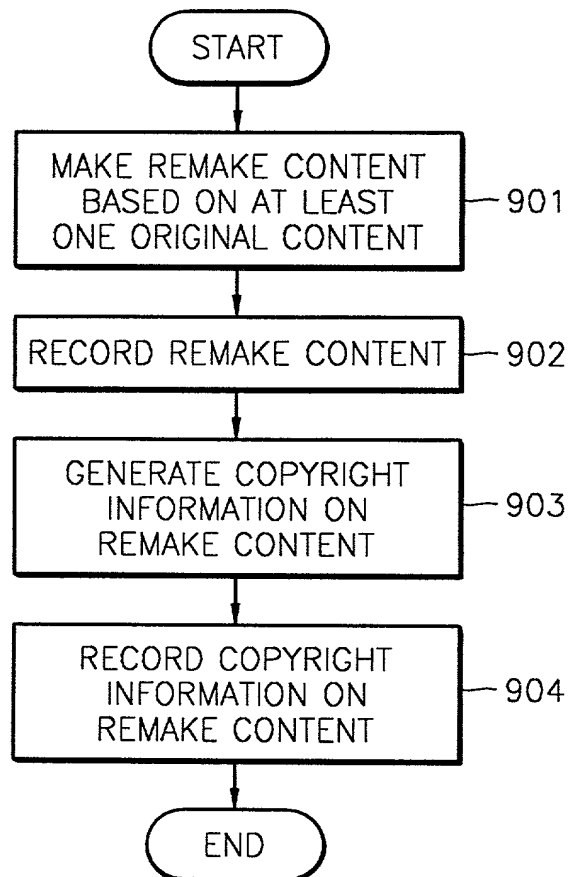 START
MAKE REMAKE CONTENT
BASED ON AT LEAST
ONE ORIGINAL CONTENT
901
RECORD REMAKE CONTENT
902
GENERATE COPYRIGHT
INFORMATION ON
REMAKE CONTENT
903
RECORD COPYRIGHT
INFORMATION ON
REMAKE CONTENT
904
END